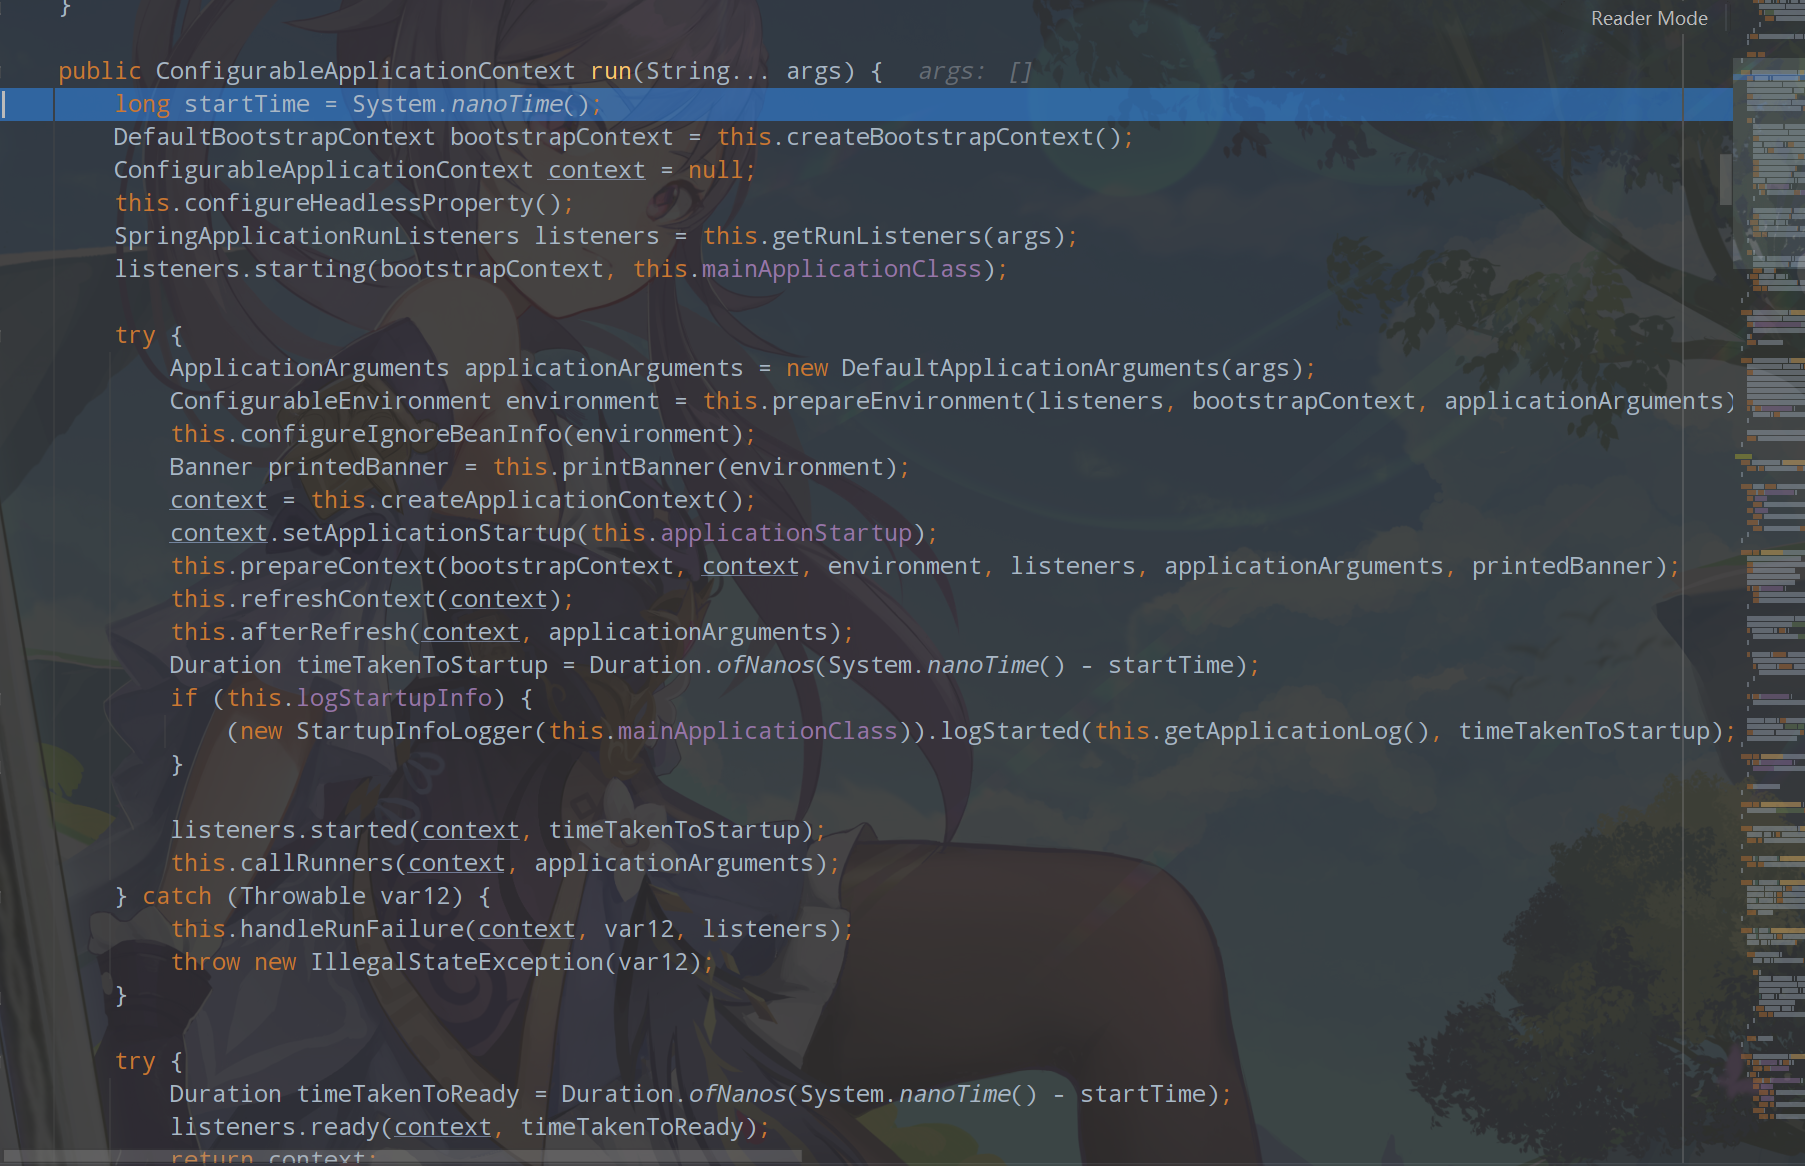 }
Reader Mode
public ConfigurableApplicationContext run(String... args) {   args: []
    long startTime = System.nanoTime();
    DefaultBootstrapContext bootstrapContext = this.createBootstrapContext();
    ConfigurableApplicationContext context = null;
    this.configureHeadlessProperty();
    SpringApplicationRunListeners listeners = this.getRunListeners(args);
    listeners.starting(bootstrapContext, this.mainApplicationClass);

    try {
        ApplicationArguments applicationArguments = new DefaultApplicationArguments(args);
        ConfigurableEnvironment environment = this.prepareEnvironment(listeners, bootstrapContext, applicationArguments)
        this.configureIgnoreBeanInfo(environment);
        Banner printedBanner = this.printBanner(environment);
        context = this.createApplicationContext();
        context.setApplicationStartup(this.applicationStartup);
        this.prepareContext(bootstrapContext, context, environment, listeners, applicationArguments, printedBanner);
        this.refreshContext(context);
        this.afterRefresh(context, applicationArguments);
        Duration timeTakenToStartup = Duration.ofNanos(System.nanoTime() - startTime);
        if (this.logStartupInfo) {
            (new StartupInfoLogger(this.mainApplicationClass)).logStarted(this.getApplicationLog(), timeTakenToStartup);
        }

        listeners.started(context, timeTakenToStartup);
        this.callRunners(context, applicationArguments);
    } catch (Throwable var12) {
        this.handleRunFailure(context, var12, listeners);
        throw new IllegalStateException(var12);
    }

    try {
        Duration timeTakenToReady = Duration.ofNanos(System.nanoTime() - startTime);
        listeners.ready(context, timeTakenToReady);
        return context;